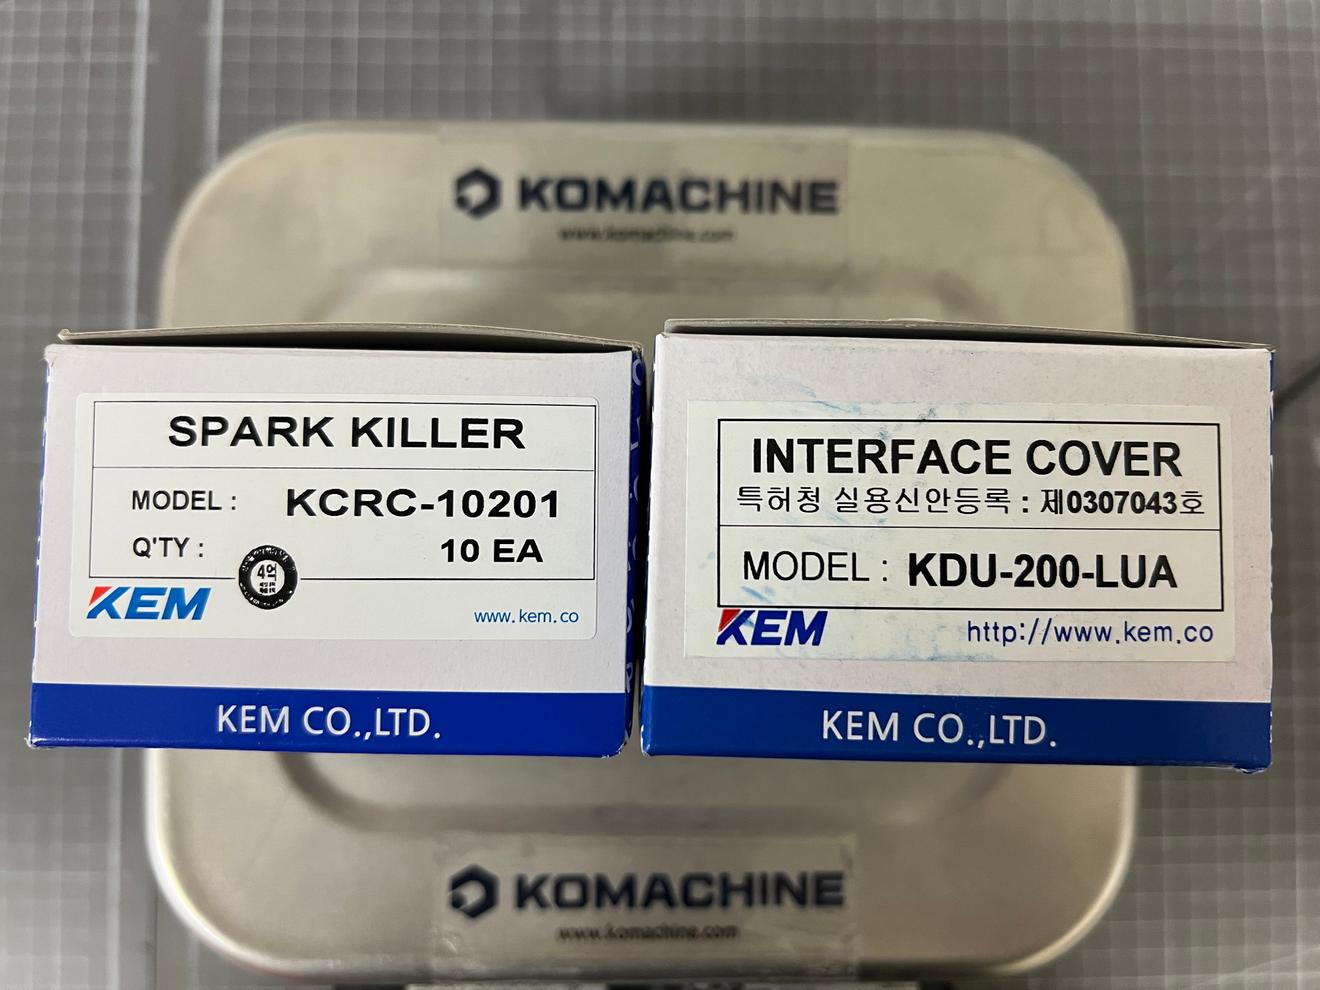 KOMACHINE
www.komachine.com
SPARK KILLER
MODEL : KCRC-10201
Q'TY : 10 EA
4억
KEM
www.kem.co
KEM CO.,LTD.
INTERFACE COVER
특허청 실용신안등록 : 제0307043호
MODEL : KDU-200-LUA
KEM
http://www.kem.co
KEM CO.,LTD.
KOMACHINE
www.komachine.com